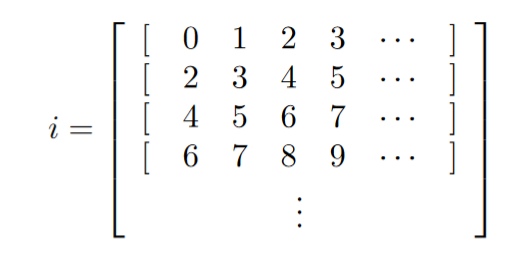 [ 0 1 2 3 ⋯ ]
[ 2 3 4 5 ⋯ ]
i = [ 4 5 6 7 ⋯ ]
[ 6 7 8 9 ⋯ ]
⋮